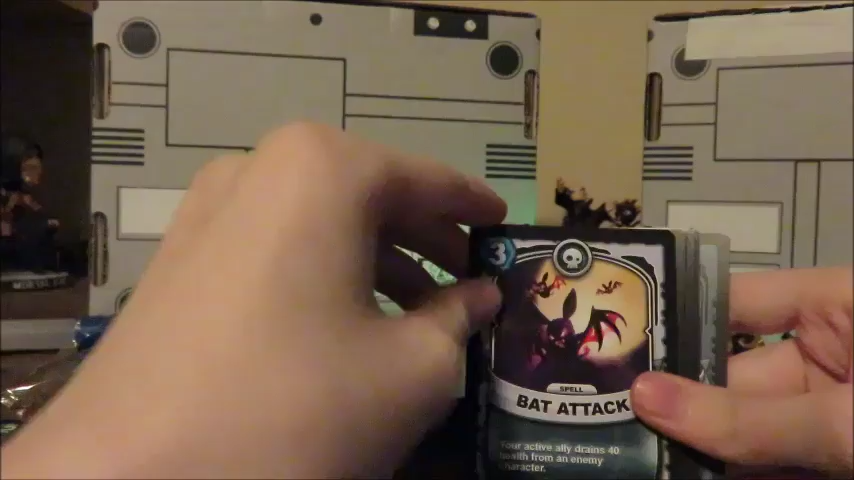 3
SPELL
BAT ATTACK
Your active ally drains 40
health from an enemy
character.